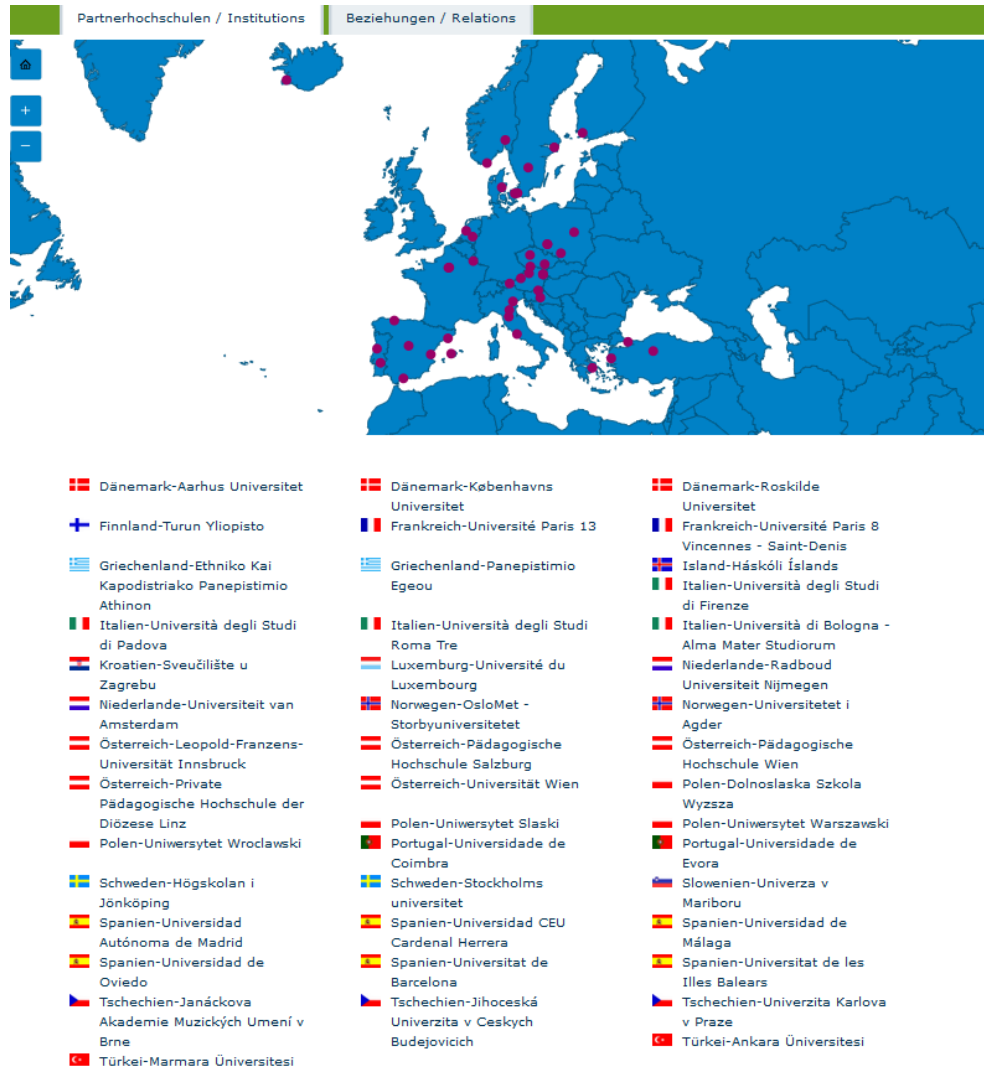 Partnerhochschulen / Institutions
Beziehungen / Relations
+
−
Dänemark-Aarhus Universitet
Dänemark-Københavns
Universitet
Dänemark-Roskilde
Universitet
Finnland-Turun Yliopisto
Frankreich-Université Paris 13
Frankreich-Université Paris 8
Vincennes - Saint-Denis
Griechenland-Ethniko Kai
Kapodistriako Panepistimio
Athinon
Griechenland-Panepistimio
Egeou
Island-Háskóli Íslands
Italien-Università degli Studi
di Firenze
Italien-Università degli Studi
di Padova
Italien-Università degli Studi
Roma Tre
Italien-Università di Bologna -
Alma Mater Studiorum
Kroatien-Sveučilište u
Zagrebu
Luxemburg-Université du
Luxembourg
Niederlande-Radboud
Universiteit Nijmegen
Niederlande-Universiteit van
Amsterdam
Norwegen-OsloMet -
Storbyuniversitetet
Norwegen-Universitetet i
Agder
Österreich-Leopold-Franzens-
Universität Innsbruck
Österreich-Pädagogische
Hochschule Salzburg
Österreich-Pädagogische
Hochschule Wien
Österreich-Private
Pädagogische Hochschule der
Diözese Linz
Österreich-Universität Wien
Polen-Dolnoslaska Szkola
Wyzsza
Polen-Uniwersytet Slaski
Polen-Uniwersytet Warszawski
Polen-Uniwersytet Wroclawski
Portugal-Universidade de
Coimbra
Portugal-Universidade de
Evora
Schweden-Högskolan i
Jönköping
Schweden-Stockholms
universitet
Slowenien-Univerza v
Mariboru
Spanien-Universidad
Autónoma de Madrid
Spanien-Universidad CEU
Cardenal Herrera
Spanien-Universidad de
Málaga
Spanien-Universidad de
Oviedo
Spanien-Universitat de
Barcelona
Spanien-Universitat de les
Illes Balears
Tschechien-Janáckova
Akademie Muzických Umení v
Brne
Tschechien-Jihoceská
Univerzita v Ceskych
Budejovicich
Tschechien-Univerzita Karlova
v Praze
Türkei-Ankara Üniversitesi
Türkei-Marmara Üniversitesi